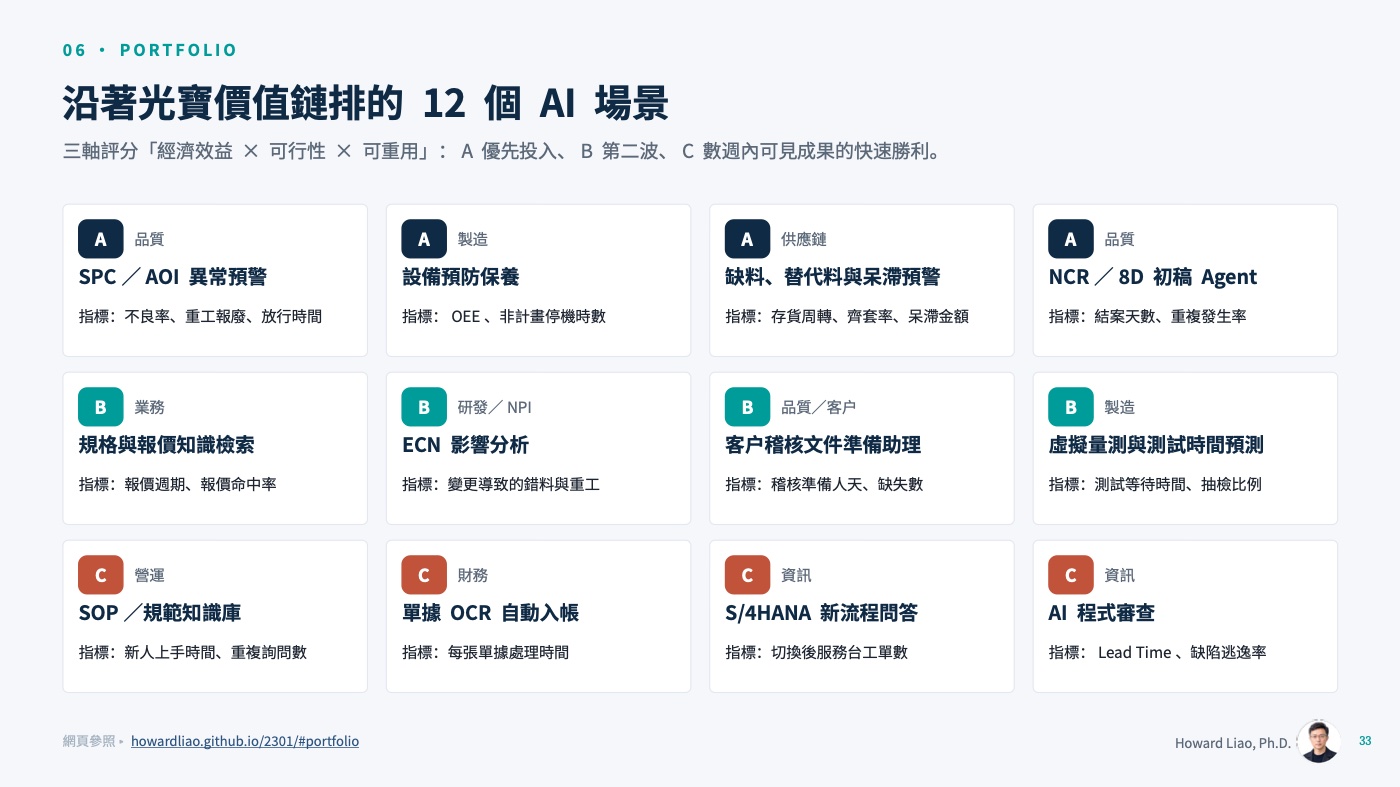 06 • PORTFOLIO
沿著光寶價值鏈排的 12 個 AI 場景
三軸評分「經濟效益 × 可行性 × 可重用」： A 優先投入、 B 第二波、 C 數週內可見成果的快速勝利。
A 品質
SPC ／ AOI 異常預警
指標：不良率、重工報廢、放行時間
A 製造
設備預防保養
指標： OEE 、非計畫停機時數
A 供應鏈
缺料、替代料與呆滯預警
指標：存貨周轉、齊套率、呆滯金額
A 品質
NCR ／ 8D 初稿 Agent
指標：結案天數、重複發生率
B 業務
規格與報價知識檢索
指標：報價週期、報價命中率
B 研發／ NPI
ECN 影響分析
指標：變更導致的錯料與重工
B 品質／客户
客户稽核文件準備助理
指標：稽核準備人天、缺失數
B 製造
虛擬量測與測試時間預測
指標：測試等待時間、抽檢比例
C 營運
SOP ／規範知識庫
指標：新人上手時間、重複詢問數
C 財務
單據 OCR 自動入帳
指標：每張單據處理時間
C 資訊
S/4HANA 新流程問答
指標：切換後服務台工單數
C 資訊
AI 程式審查
指標： Lead Time 、缺陷逃逸率
網頁參照 ▸ howardliao.github.io/2301/#portfolio
Howard Liao, Ph.D.
33